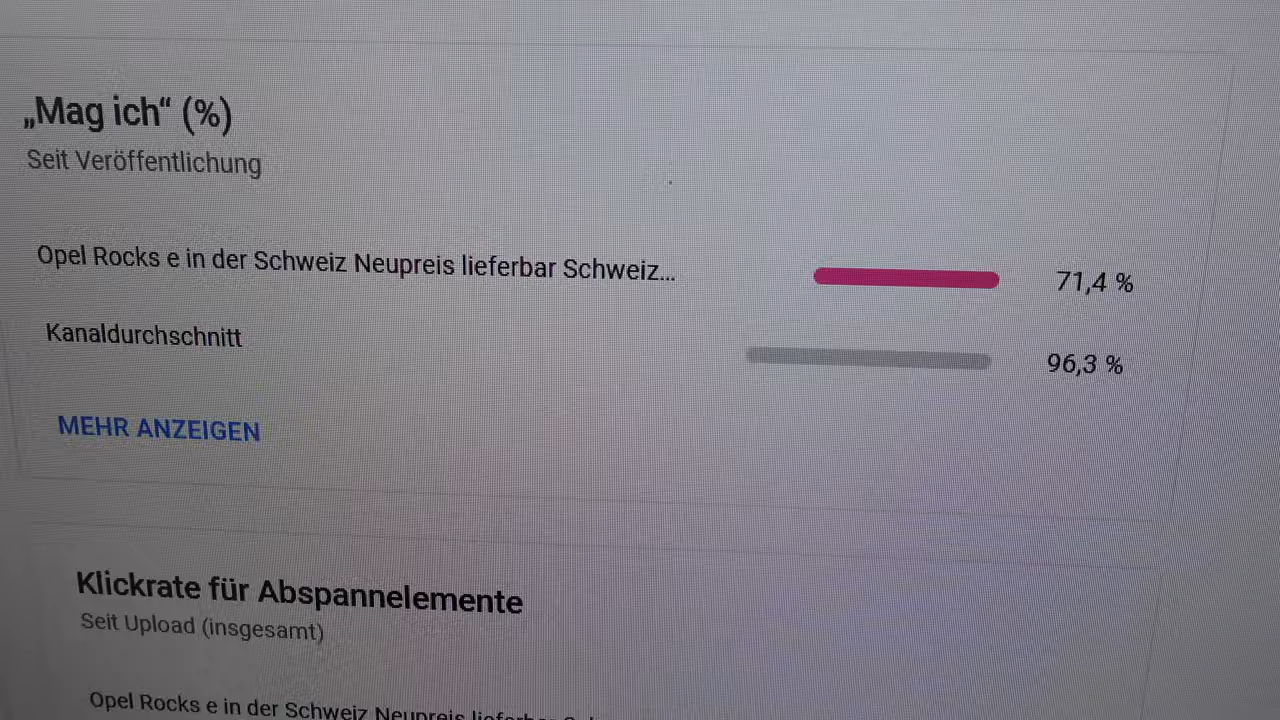 „Mag ich“ (%)
Seit Veröffentlichung
Opel Rocks e in der Schweiz Neupreis lieferbar Schweiz... 71,4 %
Kanaldurchschnitt 96,3 %
MEHR ANZEIGEN
Klickrate für Abspannelemente
Seit Upload (insgesamt)
Opel Rocks e in der Schweiz Neupreis lieferbar